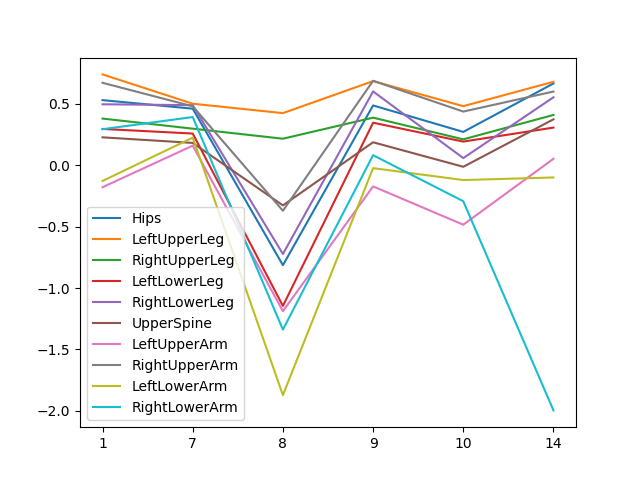 0.5
0.0
−0.5
−1.0
−1.5
−2.0
Hips
LeftUpperLeg
RightUpperLeg
LeftLowerLeg
RightLowerLeg
UpperSpine
LeftUpperArm
RightUpperArm
LeftLowerArm
RightLowerArm
1 7 8 9 10 14